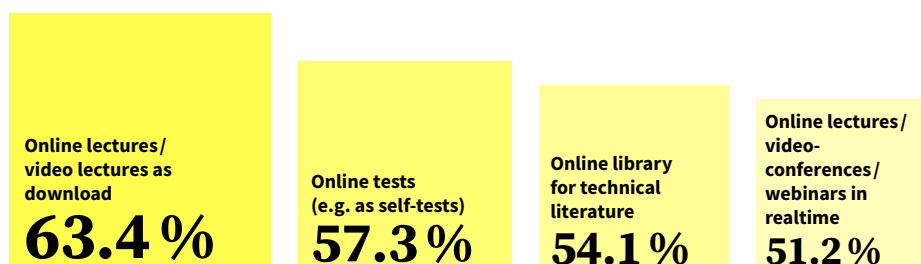 Online lectures/
video lectures as
download
63.4 %
Online tests
(e.g. as self-tests)
57.3 %
Online library
for technical
literature
54.1 %
Online lectures/
video-
conferences/
webinars in
realtime
51.2 %